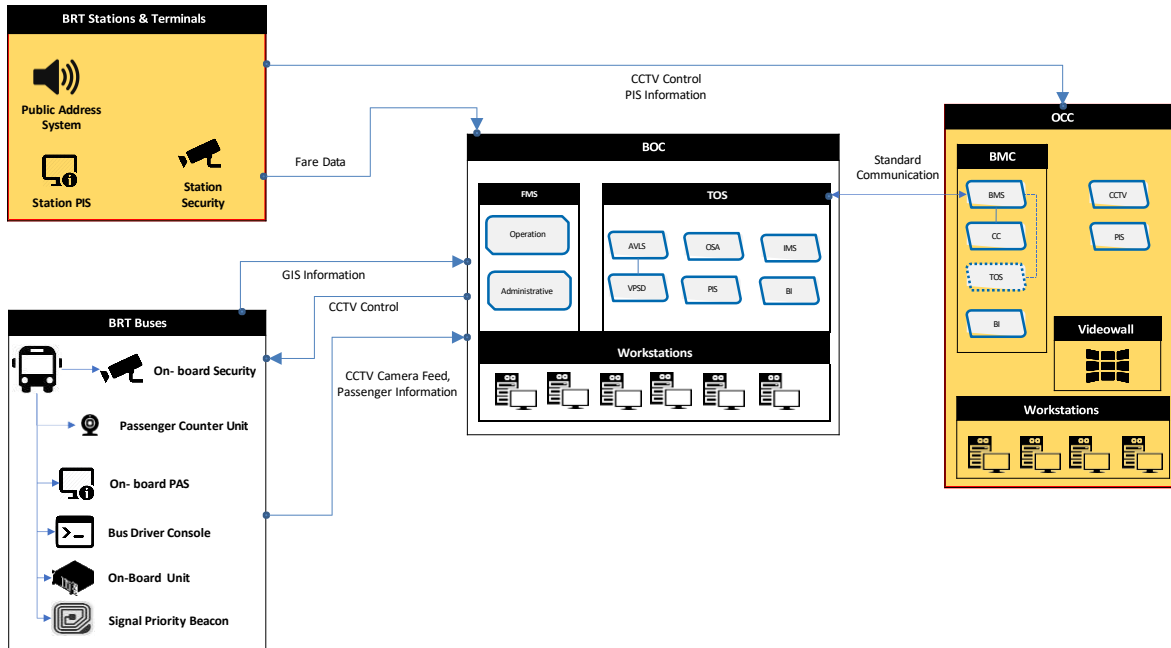 BRT Stations & Terminals
Public Address
System
Station PIS
Station
Security
CCTV Control
PIS Information
Fare Data
GIS Information
CCTV Control
CCTV Camera Feed,
Passenger Information
BRT Buses
On- board Security
Passenger Counter Unit
On- board PAS
Bus Driver Console
On-Board Unit
Signal Priority Beacon
BOC
FMS
Operation
Administrative
TOS
AVLS
OSA
IMS
VPSD
PIS
BI
Workstations
Standard
Communication
OCC
BMC
BMS
CC
TOS
BI
CCTV
PIS
Videowall
Workstations